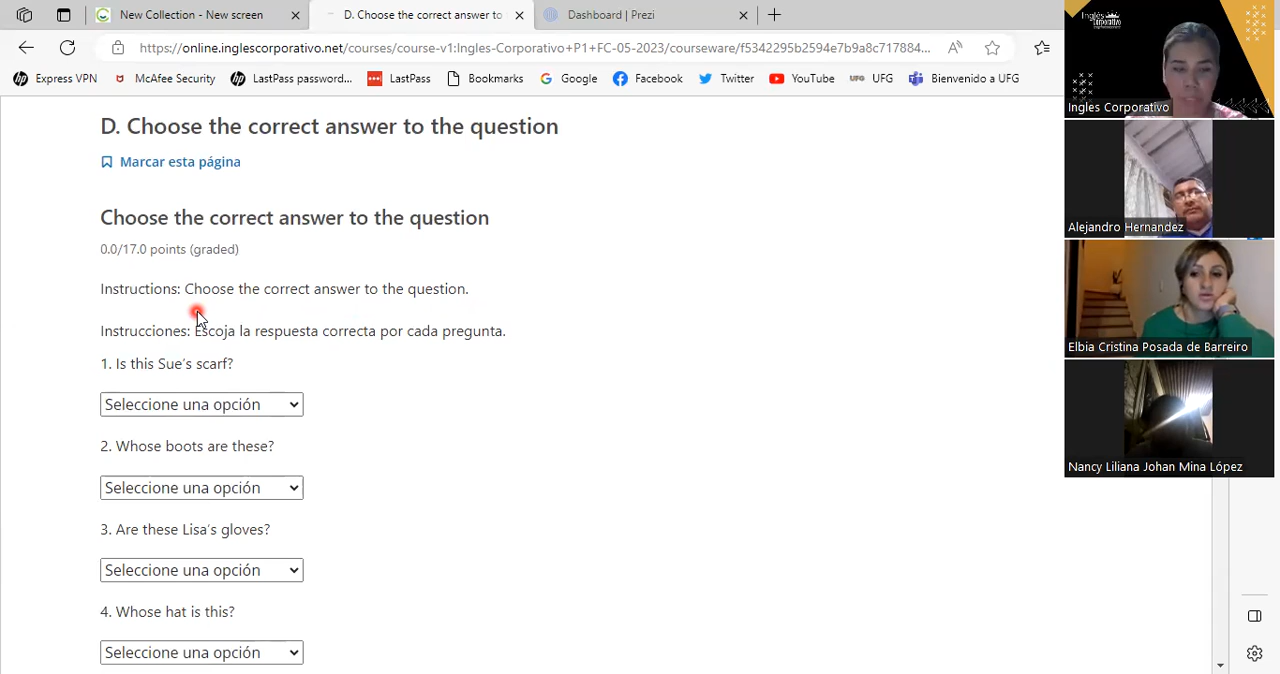 New Collection - New screen
D. Choose the correct answer to
Dashboard | Prezi
https://online.inglescorporativo.net/courses/course-v1:Ingles-Corporativo+P1+FC-05-2023/courseware/f5342295b2594e7b9a8c717884...
Express VPN
McAfee Security
LastPass password...
LastPass
Bookmarks
Google
Facebook
Twitter
YouTube
UFG
Bienvenido a UFG
D. Choose the correct answer to the question
Marcar esta página
Choose the correct answer to the question
0.0/17.0 points (graded)
Instructions: Choose the correct answer to the question.
Instrucciones: Escoja la respuesta correcta por cada pregunta.
1. Is this Sue's scarf?
Seleccione una opción
2. Whose boots are these?
Seleccione una opción
3. Are these Lisa's gloves?
Seleccione una opción
4. Whose hat is this?
Seleccione una opción
Inglés
Corporativo
Ingles Corporativo
Alejandro Hernandez
Elbia Cristina Posada de Barreiro
Nancy Liliana Johan Mina López